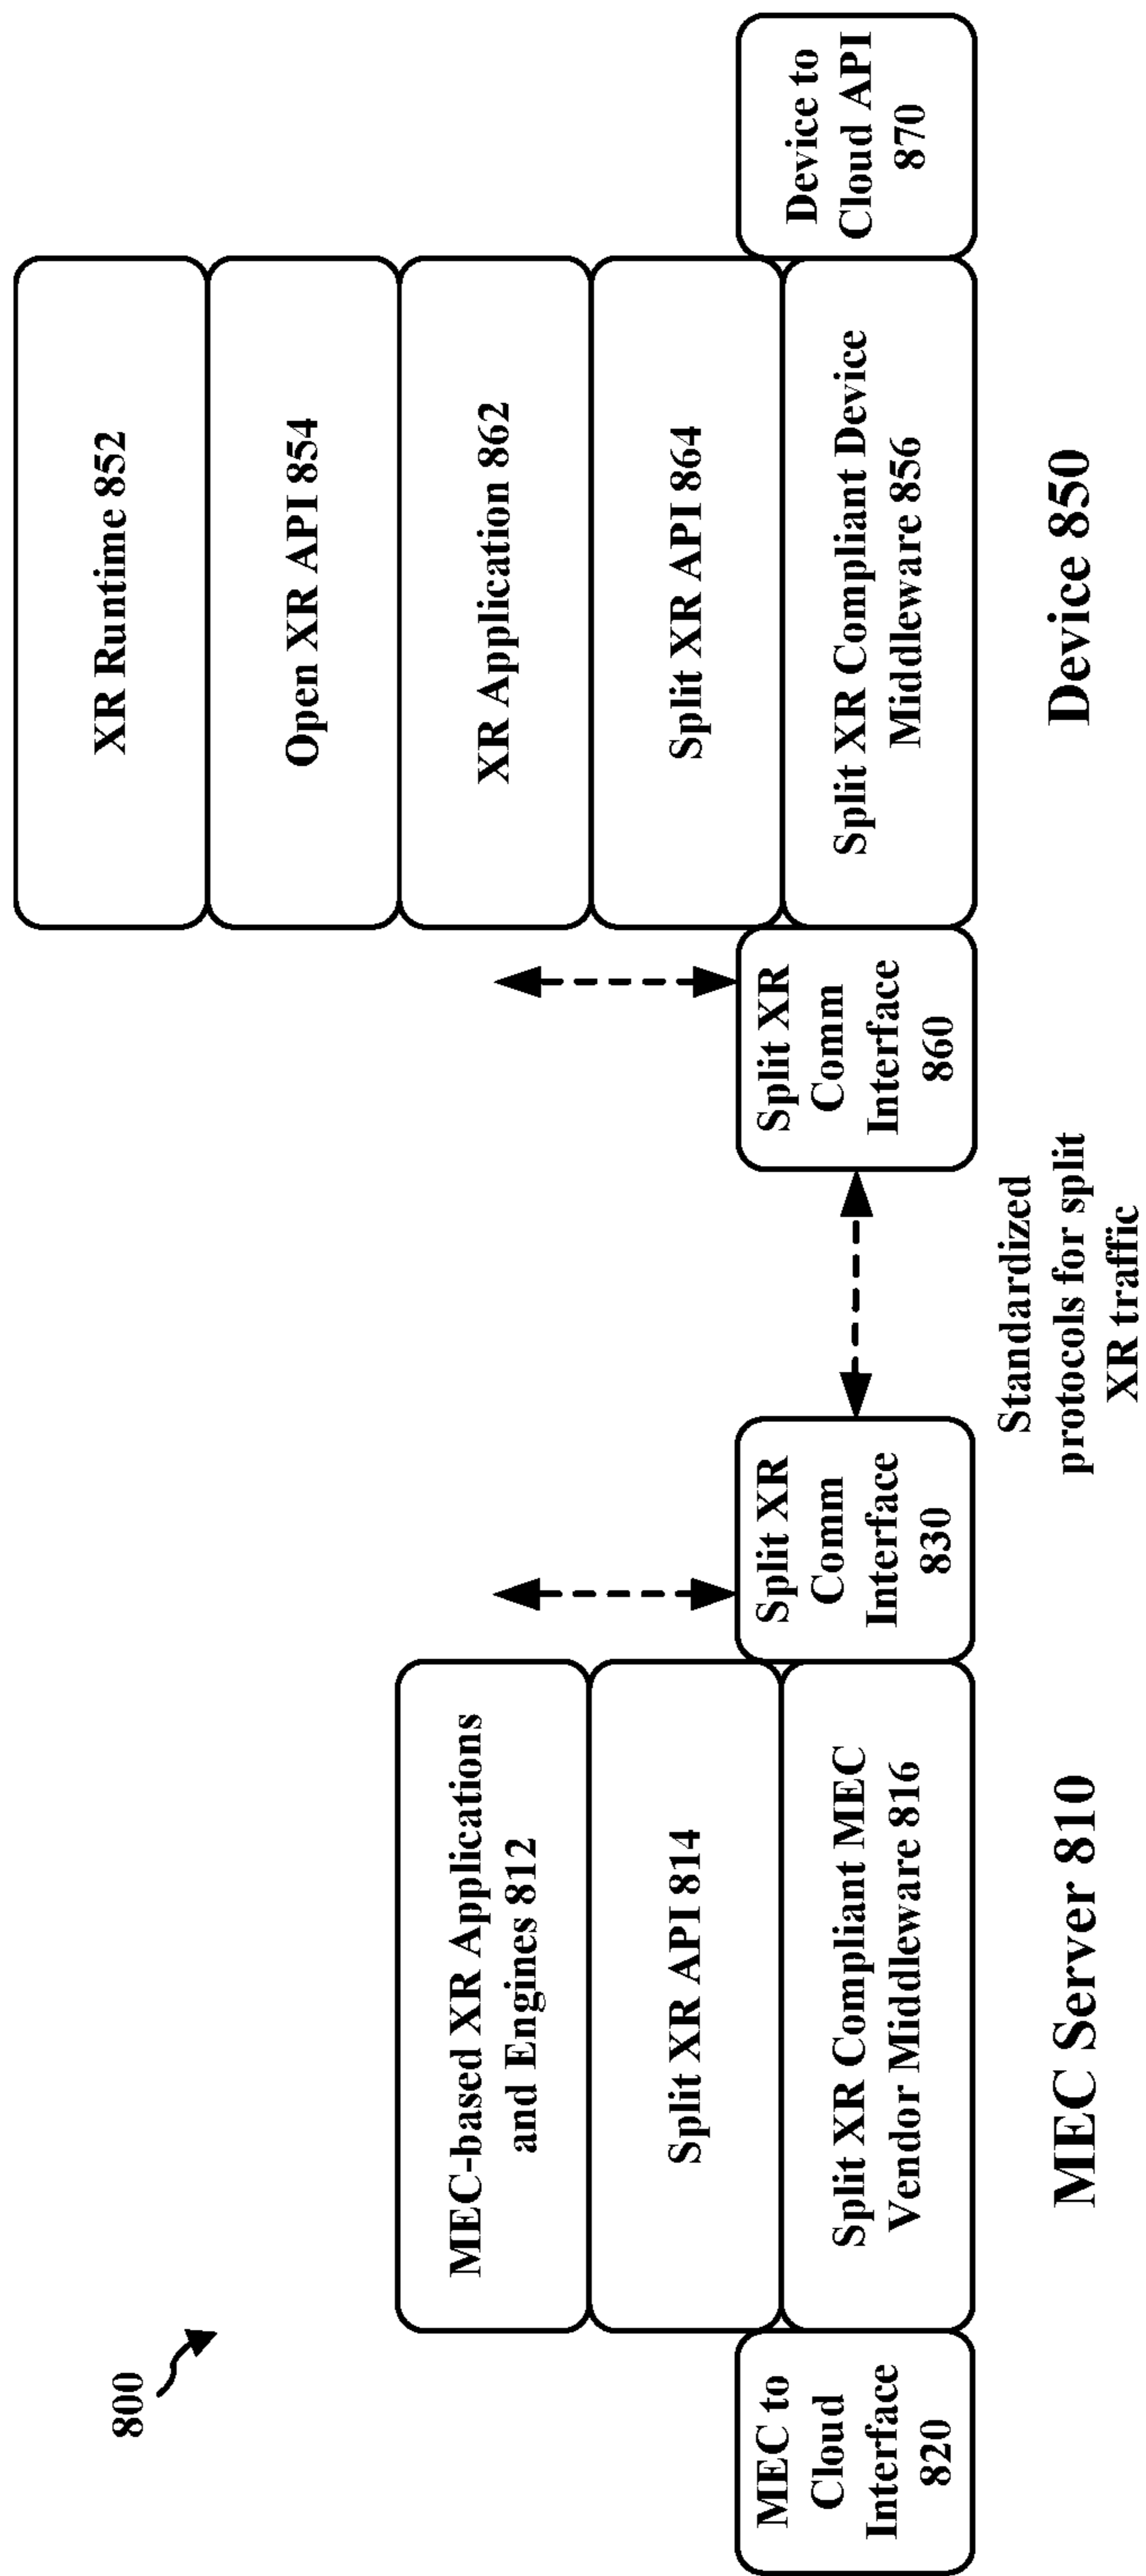 800
MEC-based XR Applications
and Engines 812
Split XR API 814
Split XR Compliant MEC
Vendor Middleware 816
MEC to
Cloud
Interface
820
Split XR
Comm
Interface
830
MEC Server 810
Standardized
protocols for split
XR traffic
XR Runtime 852
Open XR API 854
XR Application 862
Split XR API 864
Split XR Compliant Device
Middleware 856
Split XR
Comm
Interface
860
Device to
Cloud API
870
Device 850